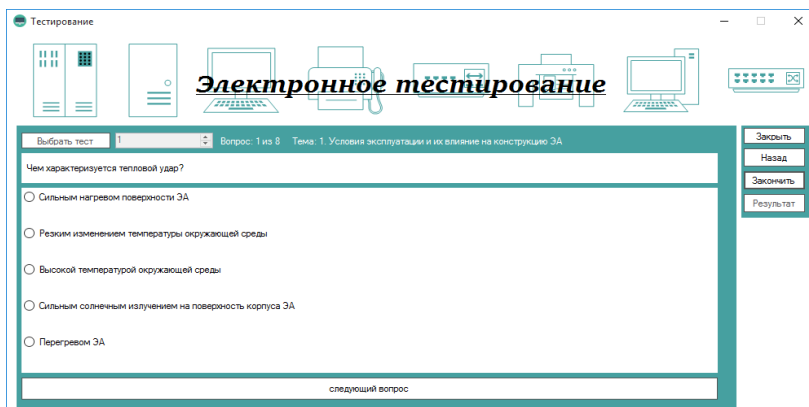 Тестирование
Электронное тестирование
Выбрать тест 1 Вопрос: 1 из 8 Тема: 1. Условия эксплуатации и их влияние на конструкцию ЭА
Закрыть
Назад
Закончить
Результат
Чем характеризуется тепловой удар?
Сильным нагревом поверхности ЭА
Резким изменением температуры окружающей среды
Высокой температурой окружающей среды
Сильным солнечным излучением на поверхность корпуса ЭА
Перегревом ЭА
следующий вопрос